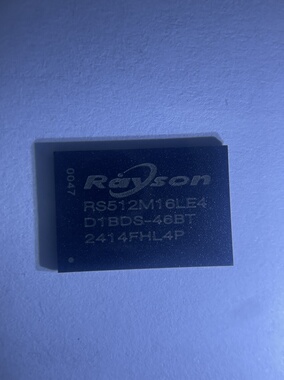 0047
Rayson
RS512M16LE4
D1BDS-46BT
2414FHL4P